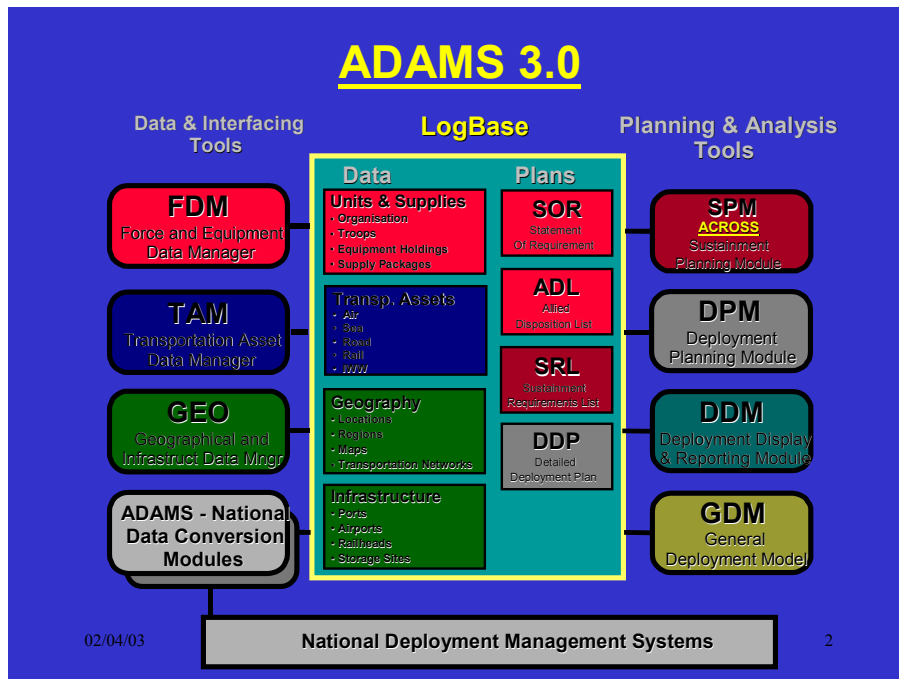 ADAMS 3.0
Data & Interfacing
Tools
LogBase
Planning & Analysis
Tools
FDM
Force and Equipment
Data Manager
TAM
Transportation Asset
Data Manager
GEO
Geographical and
Infrastruct Data Mngr
ADAMS - National
Data Conversion
Modules
Data
Units & Supplies
• Organisation
• Troops
• Equipment Holdings
• Supply Packages
Transp. Assets
• Air
• Sea
• Road
• Rail
• IWW
Geography
• Locations
• Regions
• Maps
• Transportation Networks
Infrastructure
• Ports
• Airports
• Railheads
• Storage Sites
Plans
SOR
Statement
Of Requirement
ADL
Allied
Disposition List
SRL
Sustainment
Requirements List
DDP
Detailed
Deployment Plan
SPM
ACROSS
Sustainment
Planning Module
DPM
Deployment
Planning Module
DDM
Deployment Display
& Reporting Module
GDM
General
Deployment Model
02/04/03
National Deployment Management Systems
2